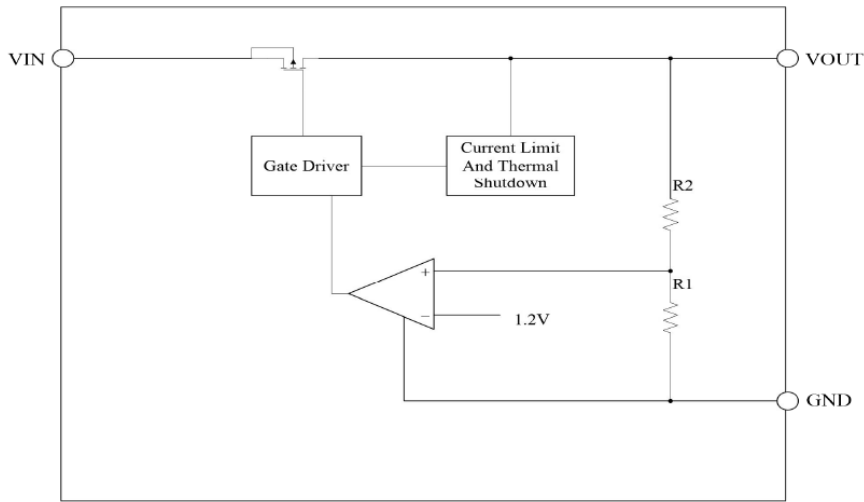 VIN
VOUT
Gate Driver
Current Limit
And Thermal
Shutdown
R2
+
R1
−
1.2V
GND